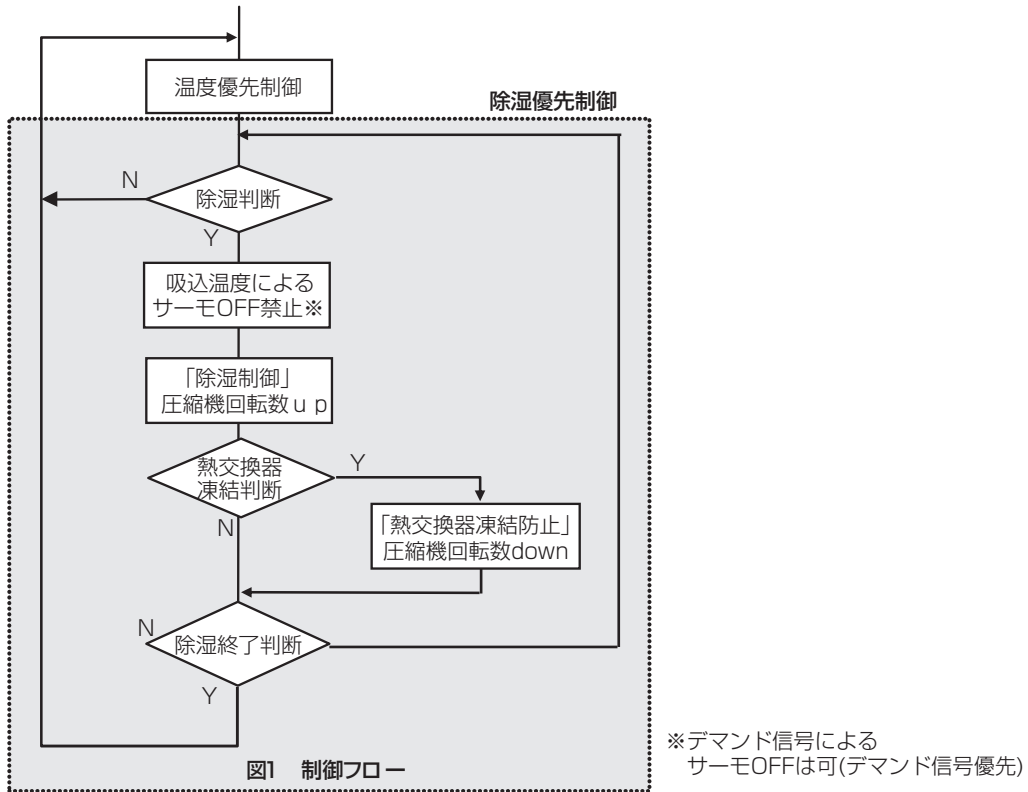 温度優先制御
除湿優先制御
N
除湿判断
Y
吸込温度による
サーモOFF禁止※
「除湿制御」
圧縮機回転数ｕｐ
熱交換器
凍結判断
Y
N
「熱交換器凍結防止」
圧縮機回転数down
N
除湿終了判断
Y
※デマンド信号による
サーモOFFは可(デマンド信号優先)
図1　制御フロー